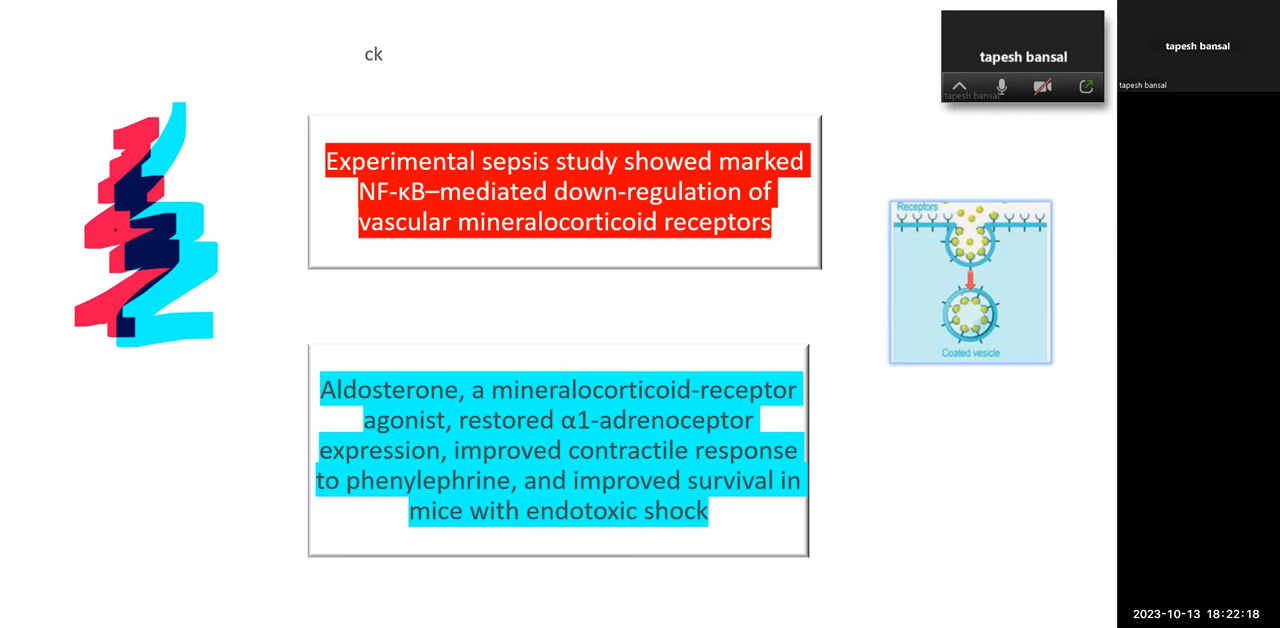 ck
tapesh bansal
tapesh bansal
tapesh bansal
tapesh bansal
Experimental sepsis study showed marked
NF-κB–mediated down-regulation of
vascular mineralocorticoid receptors
Receptors
Coated vesicle
Aldosterone, a mineralocorticoid-receptor
agonist, restored α1-adrenoceptor
expression, improved contractile response
to phenylephrine, and improved survival in
mice with endotoxic shock
2023-10-13 18:22:18